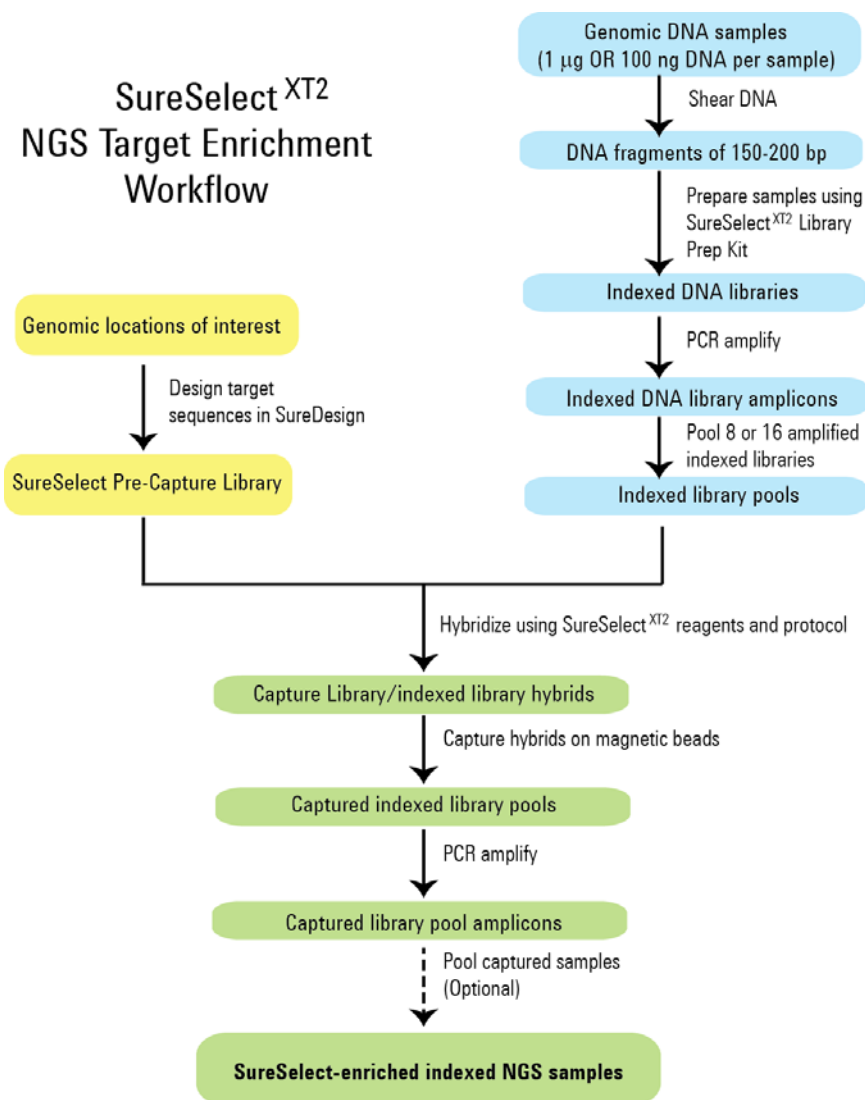 SureSelect XT2
NGS Target Enrichment
Workflow
Genomic DNA samples
(1 μg OR 100 ng DNA per sample)
Shear DNA
DNA fragments of 150-200 bp
Prepare samples using
SureSelect XT2 Library
Prep Kit
Indexed DNA libraries
PCR amplify
Indexed DNA library amplicons
Pool 8 or 16 amplified
indexed libraries
Indexed library pools
Genomic locations of interest
Design target
sequences in SureDesign
SureSelect Pre-Capture Library
Hybridize using SureSelect XT2 reagents and protocol
Capture Library/indexed library hybrids
Capture hybrids on magnetic beads
Captured indexed library pools
PCR amplify
Captured library pool amplicons
Pool captured samples
(Optional)
SureSelect-enriched indexed NGS samples